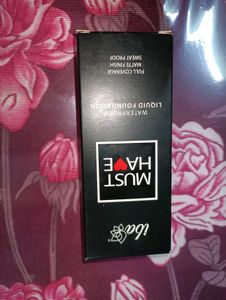 iba
MUST
HAVE
WATERPROOF
LIQUID FOUNDATION
FULL COVERAGE
MATTE FINISH
SWEAT PROOF